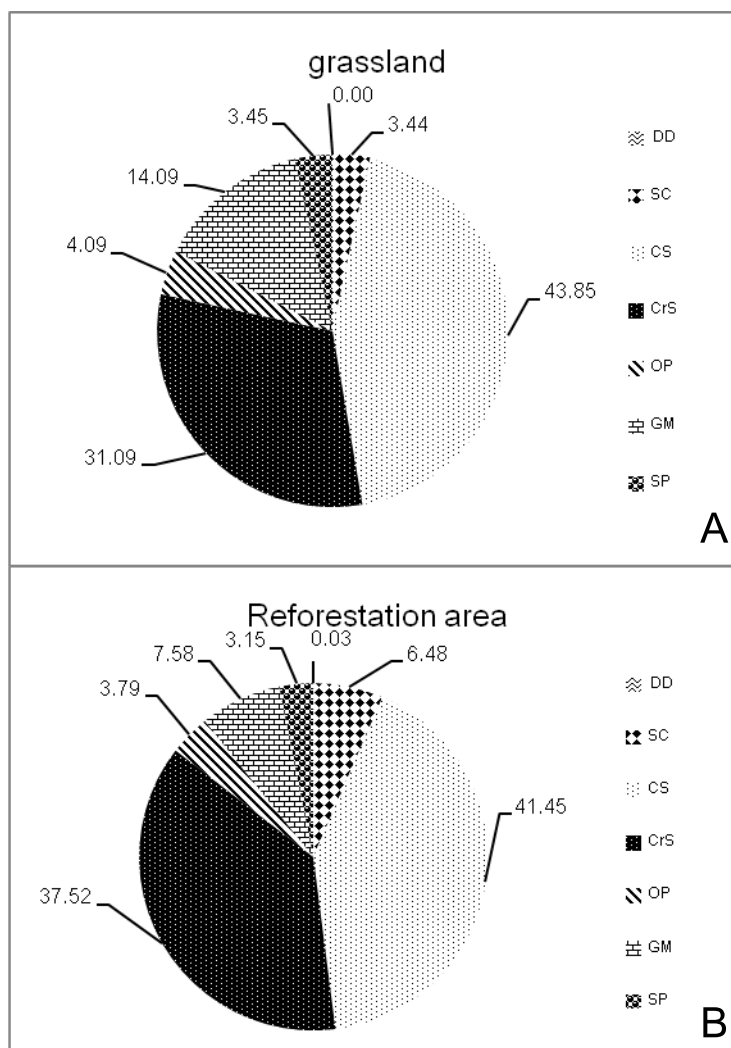 grassland
0.00
3.45
3.44
14.09
4.09
43.85
31.09
DD
SC
CS
CrS
OP
GM
SP
A
Reforestation area
3.15
0.03
6.48
7.58
3.79
41.45
37.52
DD
SC
CS
CrS
OP
GM
SP
B